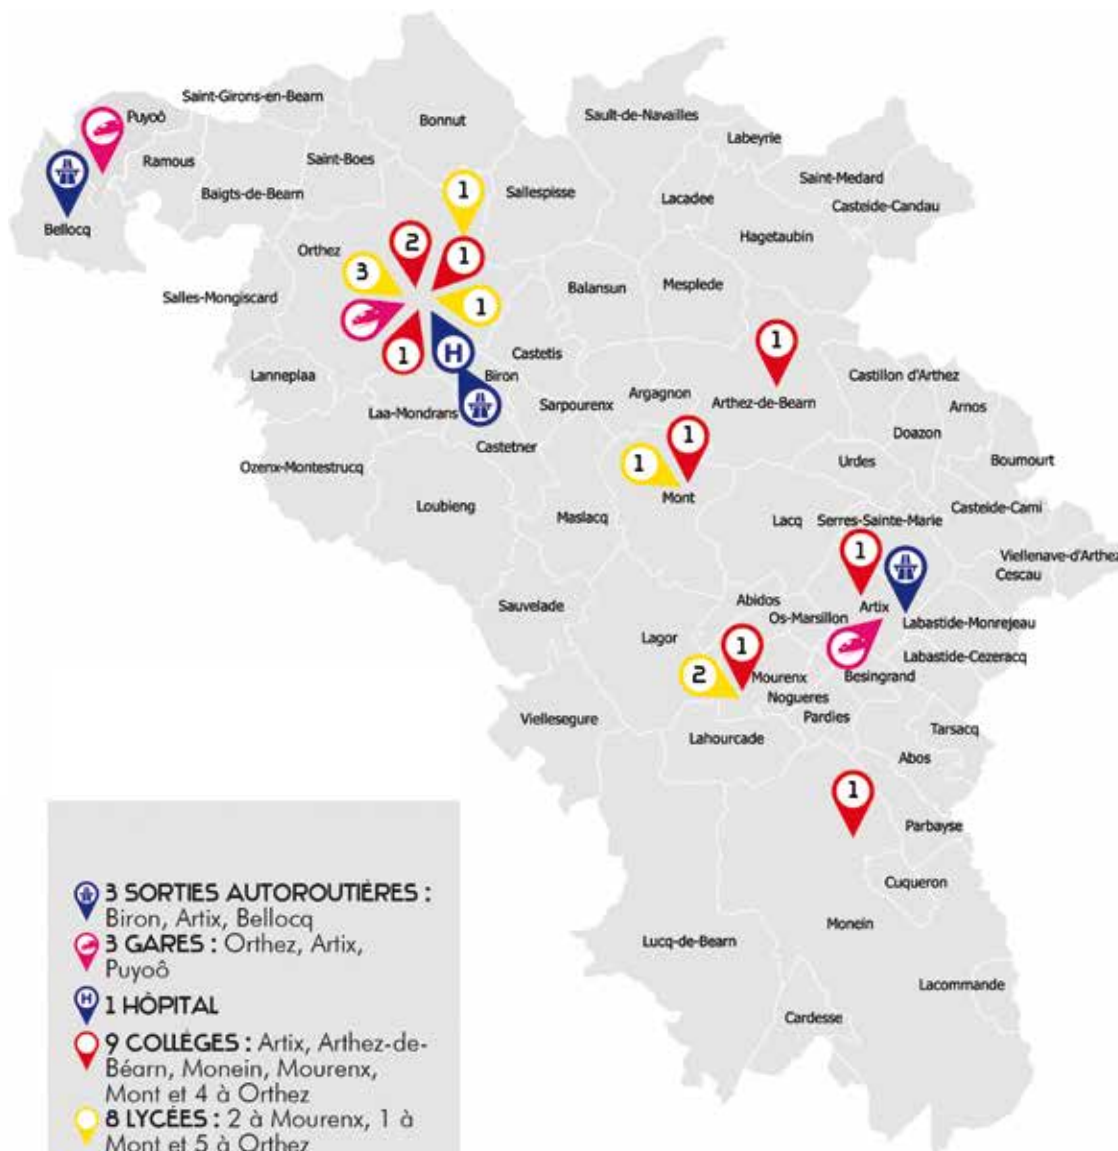 Saint-Girons-en-Bearn
Puyoô
Bonnut
Sault-de-Navailles
Labeyrie
Ramous
Saint-Boes
Baigts-de-Bearn
Sallespisse
Saint-Medard
Lacadee
Casteide-Candau
Bellocq
1
Orthez
2
1
3
Hagetaubin
Salles-Mongiscard
Balansun
Mesplede
1
1
H
Castetis
1
Lanneplaa
Biron
Castillon d'Arthez
Laa-Mondrans
Sarpourenx
Argagnon
Arthez-de-Bearn
Arnos
Doazon
Castetner
1
1
Ozenx-Montestrucq
Urdes
Boumourt
Mont
Loubieng
Maslacq
Lacq
Serres-Sainte-Marie
Casteide-Cami
1
Viellenave-d'Arthez
Cescau
Sauvelade
Abidos
Os-Marsillon
Artix
Labastide-Monrejeau
Lagor
1
Labastide-Cezeracq
2
Mourenx
Besingrand
Nogueres
Viellesegure
Pardies
Tarsacq
Lahourcade
Abos
1
Parbayse
Cuqueron
Monein
Lucq-de-Bearn
Lacommande
Cardesse
3 SORTIES AUTOROUTIÈRES :
Biron, Artix, Bellocq
3 GARES : Orthez, Artix,
Puyoô
H
1 HÔPITAL
9 COLLÈGES : Artix, Arthez-de-
Béarn, Monein, Mourenx,
Mont et 4 à Orthez
8 LYCÉES : 2 à Mourenx, 1 à
Mont et 5 à Orthez